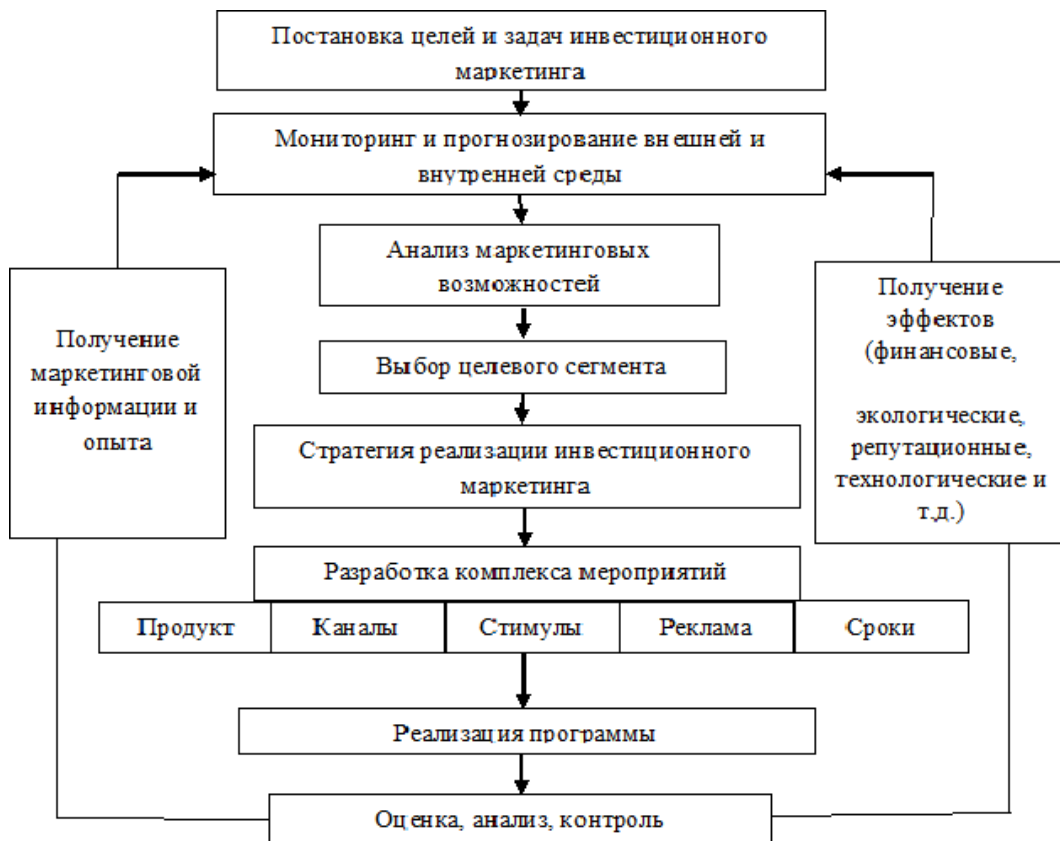 Постановка целей и задач инвестиционного
маркетинга
Мониторинг и прогнозирование внешней и
внутренней среды
Анализ маркетинговых
возможностей
Получение
маркетинговой
информации и
опыта
Получение
эффектов
(финансовые,
экологические,
репутационные,
технологические и
т.д.)
Выбор целевого сегмента
Стратегия реализации инвестиционного
маркетинга
Разработка комплекса мероприятий
Продукт
Каналы
Стимулы
Реклама
Сроки
Реализация программы
Оценка, анализ, контроль